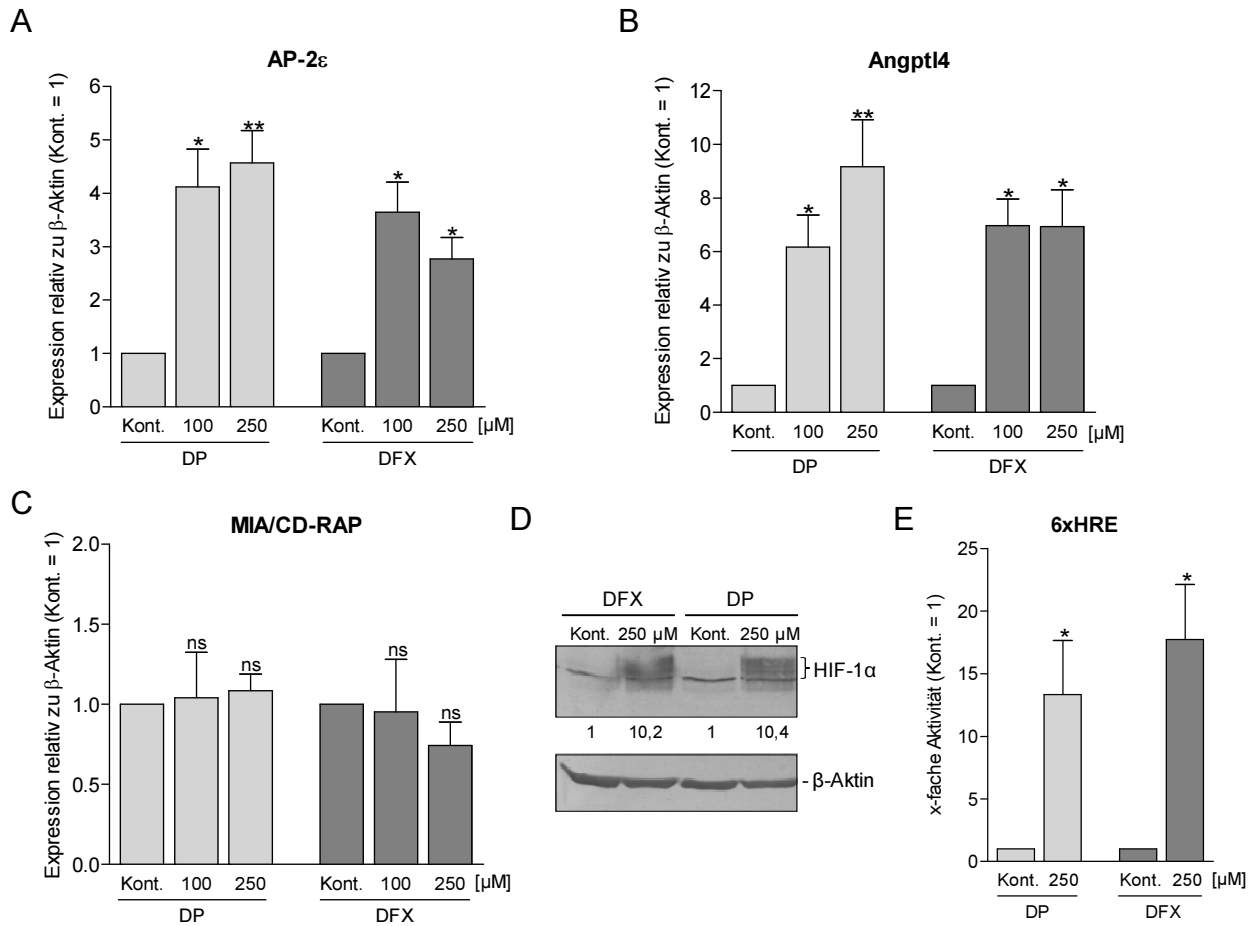 A
AP-2ε
Expression relativ zu β-Aktin (Kont. = 1)
6
5
4
3
2
1
0
* ** * *
Kont. 100 250 Kont. 100 250 [µM]
DP DFX
B
Angptl4
Expression relativ zu β-Aktin (Kont. = 1)
12
10
8
6
4
2
0
* ** * *
Kont. 100 250 Kont. 100 250 [µM]
DP DFX
C
MIA/CD-RAP
Expression relativ zu β-Aktin (Kont. = 1)
2.0
1.5
1.0
0.5
0.0
ns ns ns ns
Kont. 100 250 Kont. 100 250 [µM]
DP DFX
D
DFX DP
Kont. 250 µM Kont. 250 µM
HIF-1α
1 10,2 1 10,4
- β-Aktin
E
6xHRE
x-fache Aktivität (Kont. = 1)
25
20
15
10
5
0
* *
Kont. 250 Kont. 250 [µM]
DP DFX